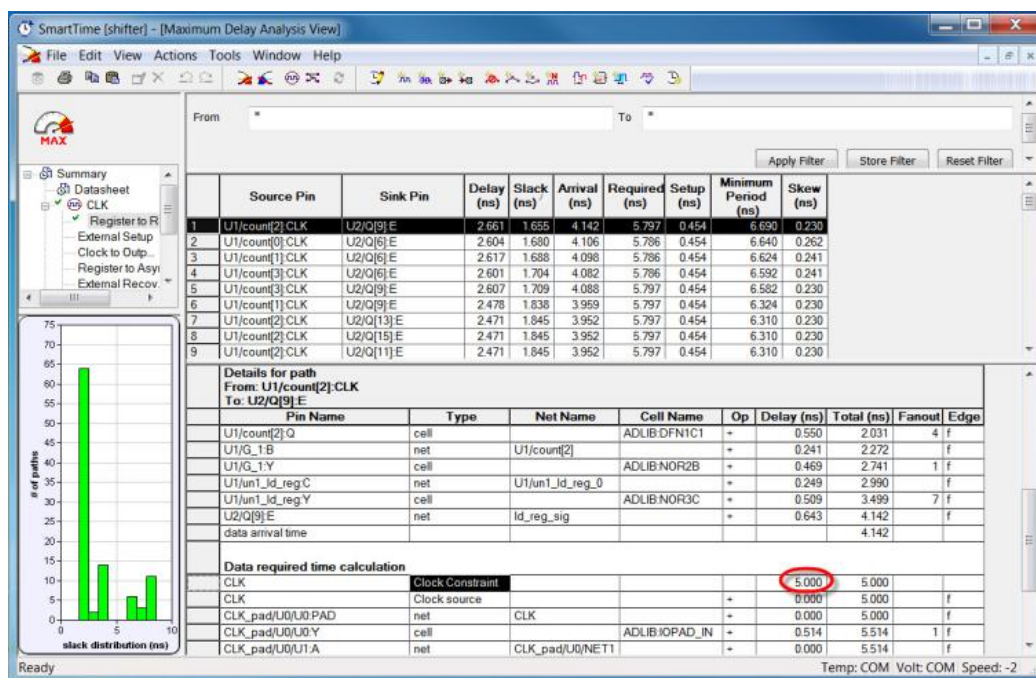 SmartTime [shifter] - [Maximum Delay Analysis View]
File Edit View Actions Tools Window Help
MAX
From * To *
Apply Filter Store Filter Reset Filter
Summary
Datasheet
CLK
Register to R
External Setup
Clock to Outp...
Register to Asyn
External Recov.
Source Pin Sink Pin Delay (ns) Slack (ns) Arrival (ns) Required (ns) Setup (ns) Minimum Period (ns) Skew (ns)
1 U1/count[2]:CLK U2/Q[9]:E 2.661 1.655 4.142 5.797 0.454 6.690 0.230
2 U1/count[0]:CLK U2/Q[6]:E 2.604 1.680 4.106 5.786 0.454 6.640 0.262
3 U1/count[1]:CLK U2/Q[6]:E 2.617 1.688 4.098 5.786 0.454 6.624 0.241
4 U1/count[3]:CLK U2/Q[6]:E 2.601 1.704 4.082 5.786 0.454 6.592 0.241
5 U1/count[3]:CLK U2/Q[9]:E 2.607 1.709 4.088 5.797 0.454 6.582 0.230
6 U1/count[1]:CLK U2/Q[9]:E 2.478 1.838 3.959 5.797 0.454 6.324 0.230
7 U1/count[2]:CLK U2/Q[13]:E 2.471 1.845 3.952 5.797 0.454 6.310 0.230
8 U1/count[2]:CLK U2/Q[15]:E 2.471 1.845 3.952 5.797 0.454 6.310 0.230
9 U1/count[2]:CLK U2/Q[11]:E 2.471 1.845 3.952 5.797 0.454 6.310 0.230
# of paths
75
70
65
60
55
50
45
40
35
30
25
20
15
10
5
0
0 5 10
slack distribution (ns)
Details for path
From: U1/count[2]:CLK
To: U2/Q[9]:E
Pin Name Type Net Name Cell Name Op Delay (ns) Total (ns) Fanout Edge
U1/count[2]:Q cell ADLIB:DFN1C1 + 0.550 2.031 4 f
U1/G_1:B net U1/count[2] + 0.241 2.272 f
U1/G_1:Y cell ADLIB:NOR2B + 0.469 2.741 1 f
U1/un1_ld_reg:C net U1/un1_ld_reg_0 + 0.249 2.990 f
U1/un1_ld_reg:Y cell ADLIB:NOR3C + 0.509 3.499 7 f
U2/Q[9]:E net ld_reg_sig + 0.643 4.142 f
data arrival time 4.142
Data required time calculation
CLK Clock Constraint 5.000 5.000
CLK Clock source + 0.000 5.000 f
CLK_pad/U0/U0:PAD net CLK + 0.000 5.000 f
CLK_pad/U0/U0:Y cell ADLIB:IOPAD_IN + 0.514 5.514 1 f
CLK_pad/U0/U1:A net CLK_pad/U0/NET1 + 0.000 5.514 f
Ready Temp: COM Volt: COM Speed: -2